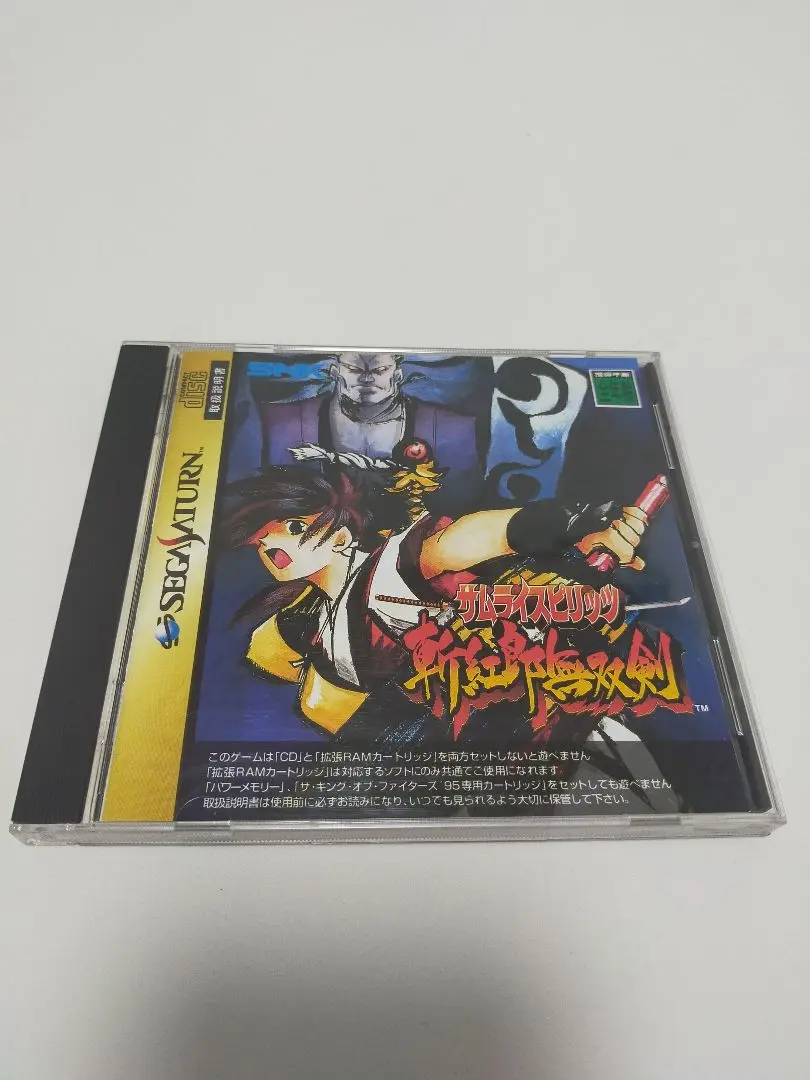 SNK
COMPACT
disc
取扱説明書
SEGA SATURN™
サムライスピリッツ
斬紅郎無双剣
TM
このゲームは「CD」と「拡張RAMカートリッジ」を両方セットしないと遊べません
「拡張RAMカートリッジ」は対応するソフトにのみ共通でご使用になれます
「パワーメモリー」、「ザ・キング・オブ・ファイターズ'95専用カートリッジ」をセットしても遊べません
取扱説明書は使用前に必ずお読みになり、いつでも見られるよう大切に保管して下さい。